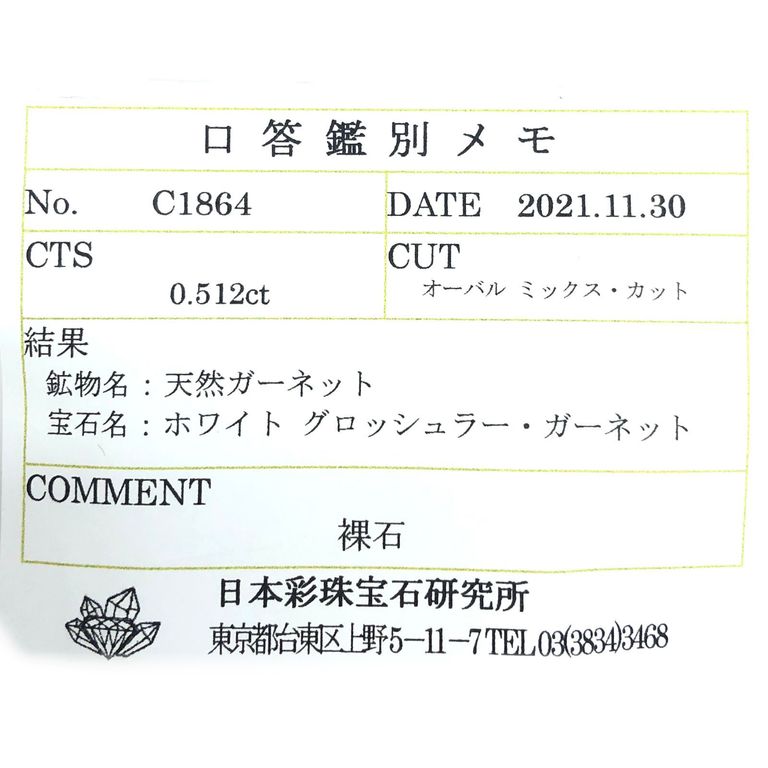 口答鑑別メモ
No. C1864 DATE 2021.11.30
CTS CUT
0.512ct オーバル ミックス・カット
結果
鉱物名：天然ガーネット
宝石名：ホワイト グロッシュラー・ガーネット
COMMENT
裸石
日本彩珠宝石研究所
東京都台東区上野5－11－7 TEL 03(3834)3468